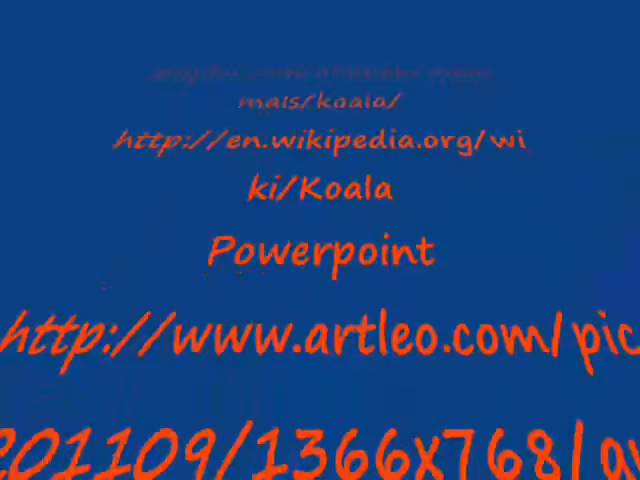 mals/koala/
http://en.wikipedia.org/wi
ki/Koala
Powerpoint
http://www.artleo.com/pic
201109/1366x768/